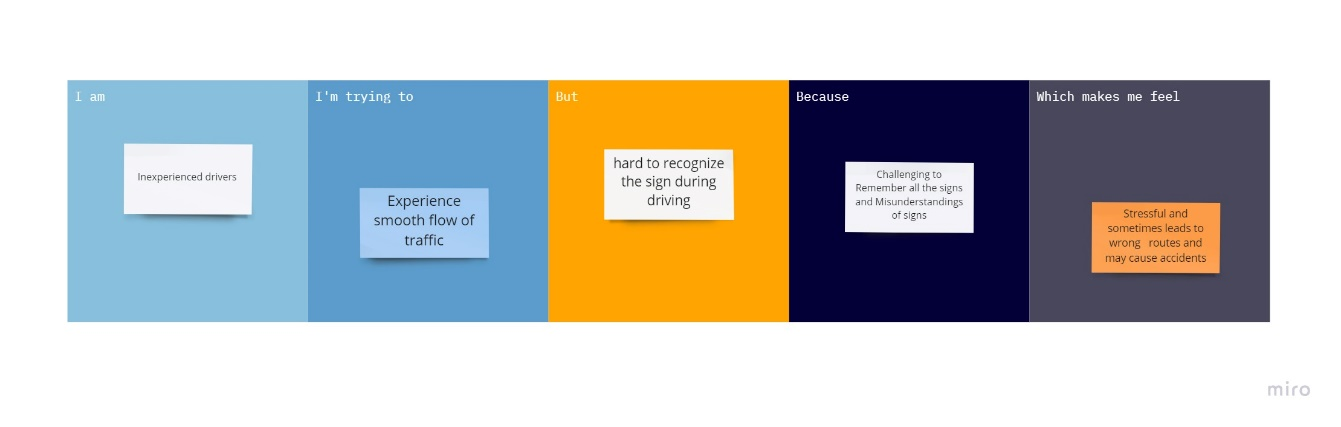 I am
Inexperienced drivers
I'm trying to
Experience
smooth flow of
traffic
But
hard to recognize
the sign during
driving
Because
Challenging to
Remember all the signs
and Misunderstandings
of signs
Which makes me feel
Stressful and
sometimes leads to
wrong routes and
may cause accidents
miro